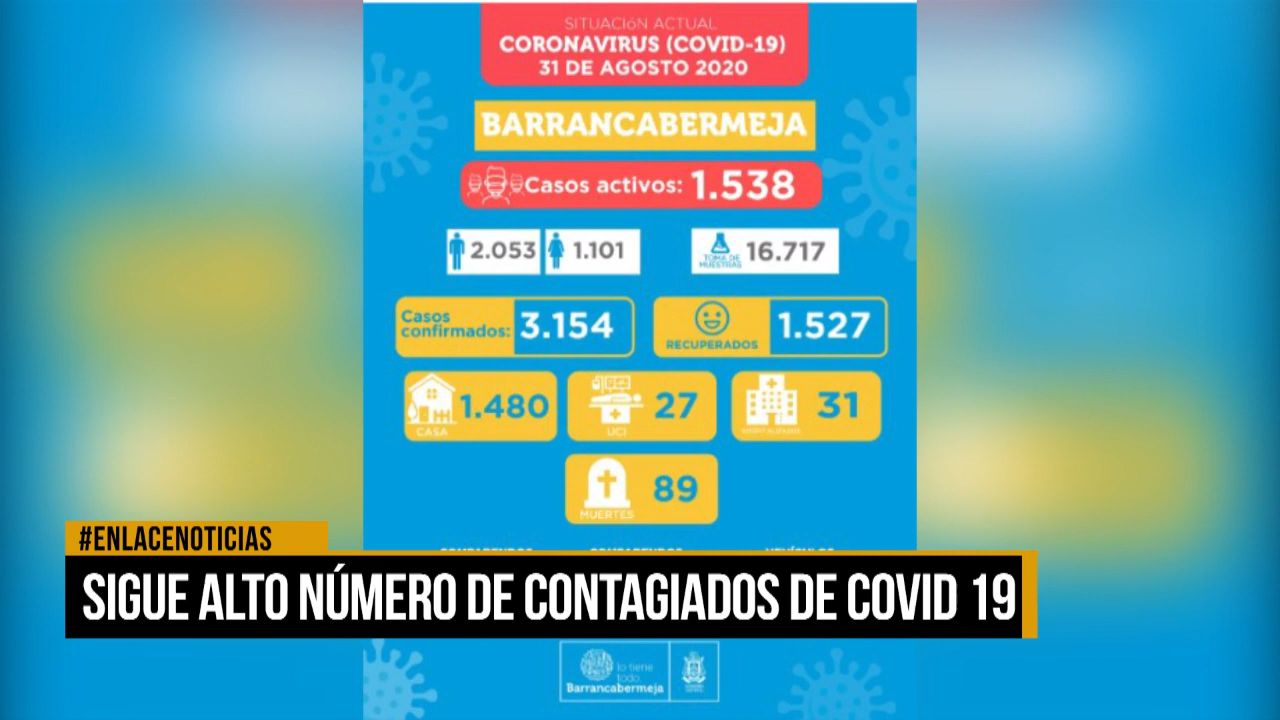 SITUACIóN ACTUAL
CORONAVIRUS (COVID-19)
31 DE AGOSTO 2020
BARRANCABERMEJA
Casos activos: 1.538
2.053 1.101
TOMA DE
MUESTRAS
16.717
Casos
confirmados: 3.154
RECUPERADOS 1.527
CASA 1.480
UCI 27
HOSPITALIZADOS 31
MUERTES 89
#ENLACENOTICIAS
SIGUE ALTO NÚMERO DE CONTAGIADOS DE COVID 19
lo tiene
todo
Barrancabermeja